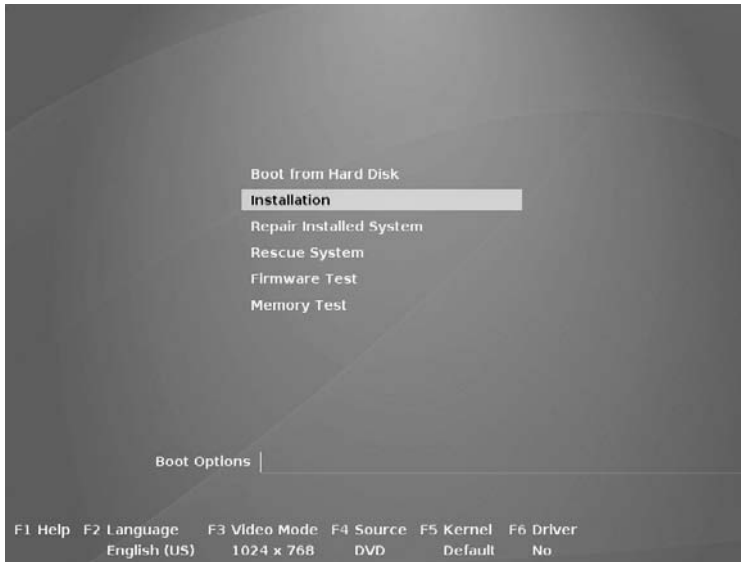 Boot from Hard Disk
Installation
Repair Installed System
Rescue System
Firmware Test
Memory Test
Boot Options
F1 Help F2 Language F3 Video Mode F4 Source F5 Kernel F6 Driver
English (US) 1024 x 768 DVD Default No